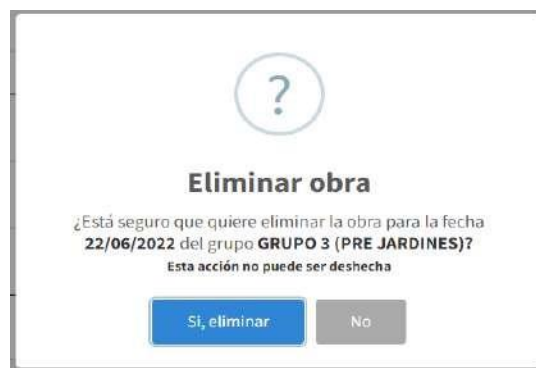 ?
Eliminar obra
¿Está seguro que quiere eliminar la obra para la fecha
22/06/2022 del grupo GRUPO 3 (PRE JARDINES)?
Esta acción no puede ser deshecha
Si, eliminar
No